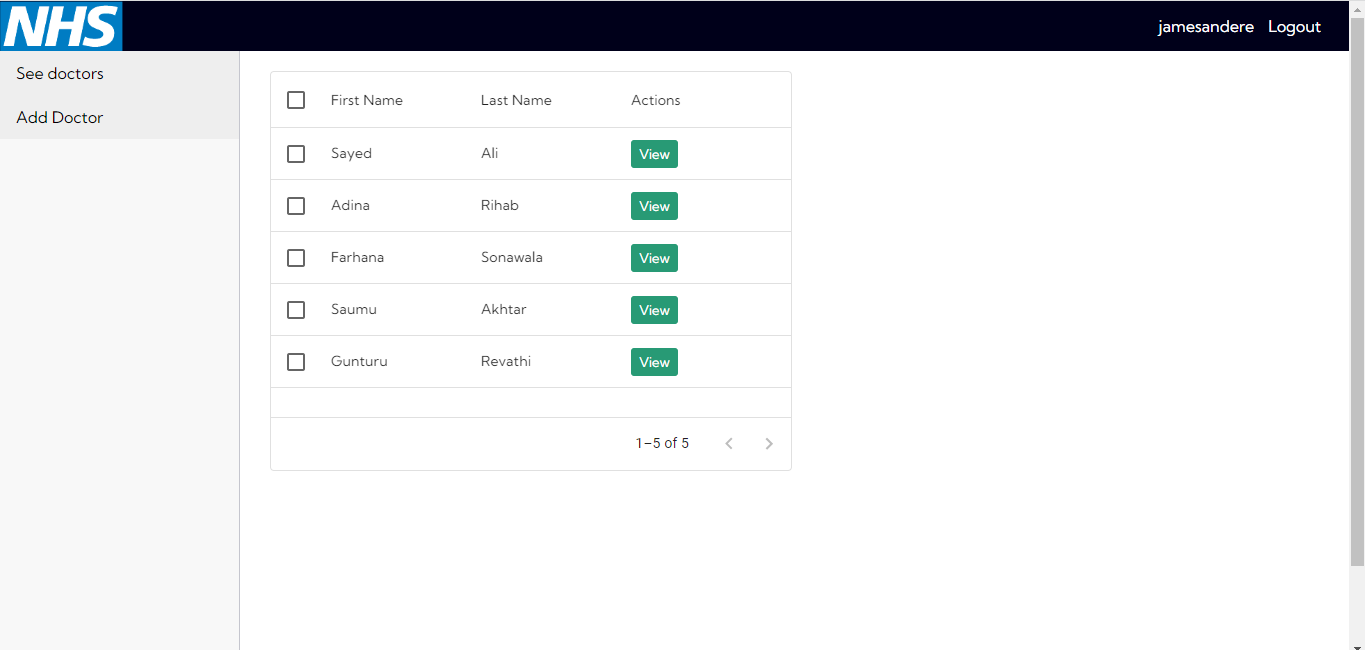 NHS
jamesandere Logout
See doctors
Add Doctor
First Name Last Name Actions
Sayed Ali View
Adina Rihab View
Farhana Sonawala View
Saumu Akhtar View
Gunturu Revathi View
1–5 of 5